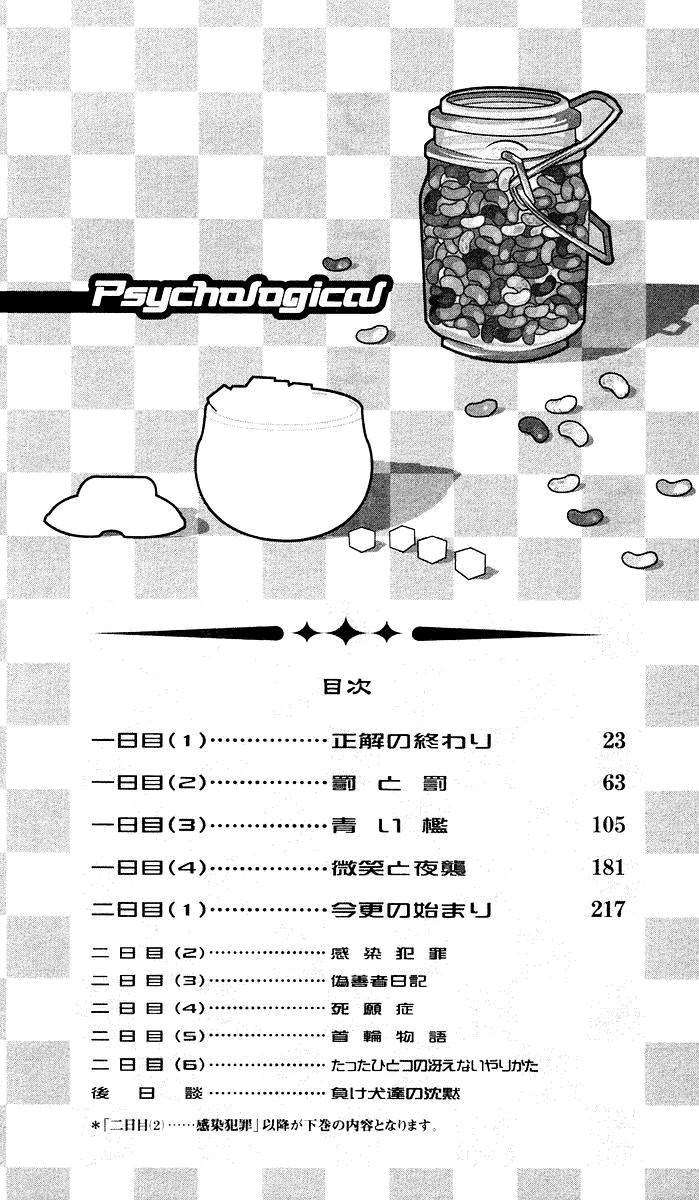 Psychological
目次
一日目(1)………………正解の終わり 23
一日目(2)………………罰と罰 63
一日目(3)………………青い檻 105
一日目(4)………………微笑と夜襲 181
二日目(1)………………今更の始まり 217
二日目(2)………………感染犯罪
二日目(3)………………偽善者日記
二日目(4)………………死願症
二日目(5)………………首輪物語
二日目(6)………………たったひとつの冴えないやりかた
後日談………………負け犬達の沈黙
*「二日目(2)……感染犯罪」以降が下巻の内容となります。